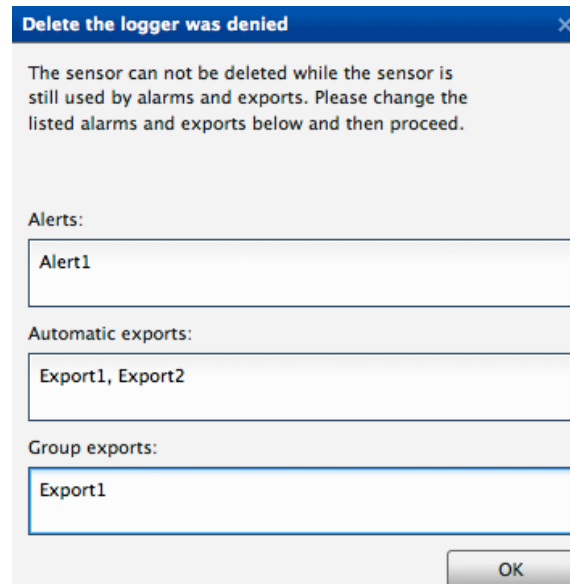 Delete the logger was denied
The sensor can not be deleted while the sensor is
still used by alarms and exports. Please change the
listed alarms and exports below and then proceed.
Alerts:
Alert1
Automatic exports:
Export1, Export2
Group exports:
Export1
OK